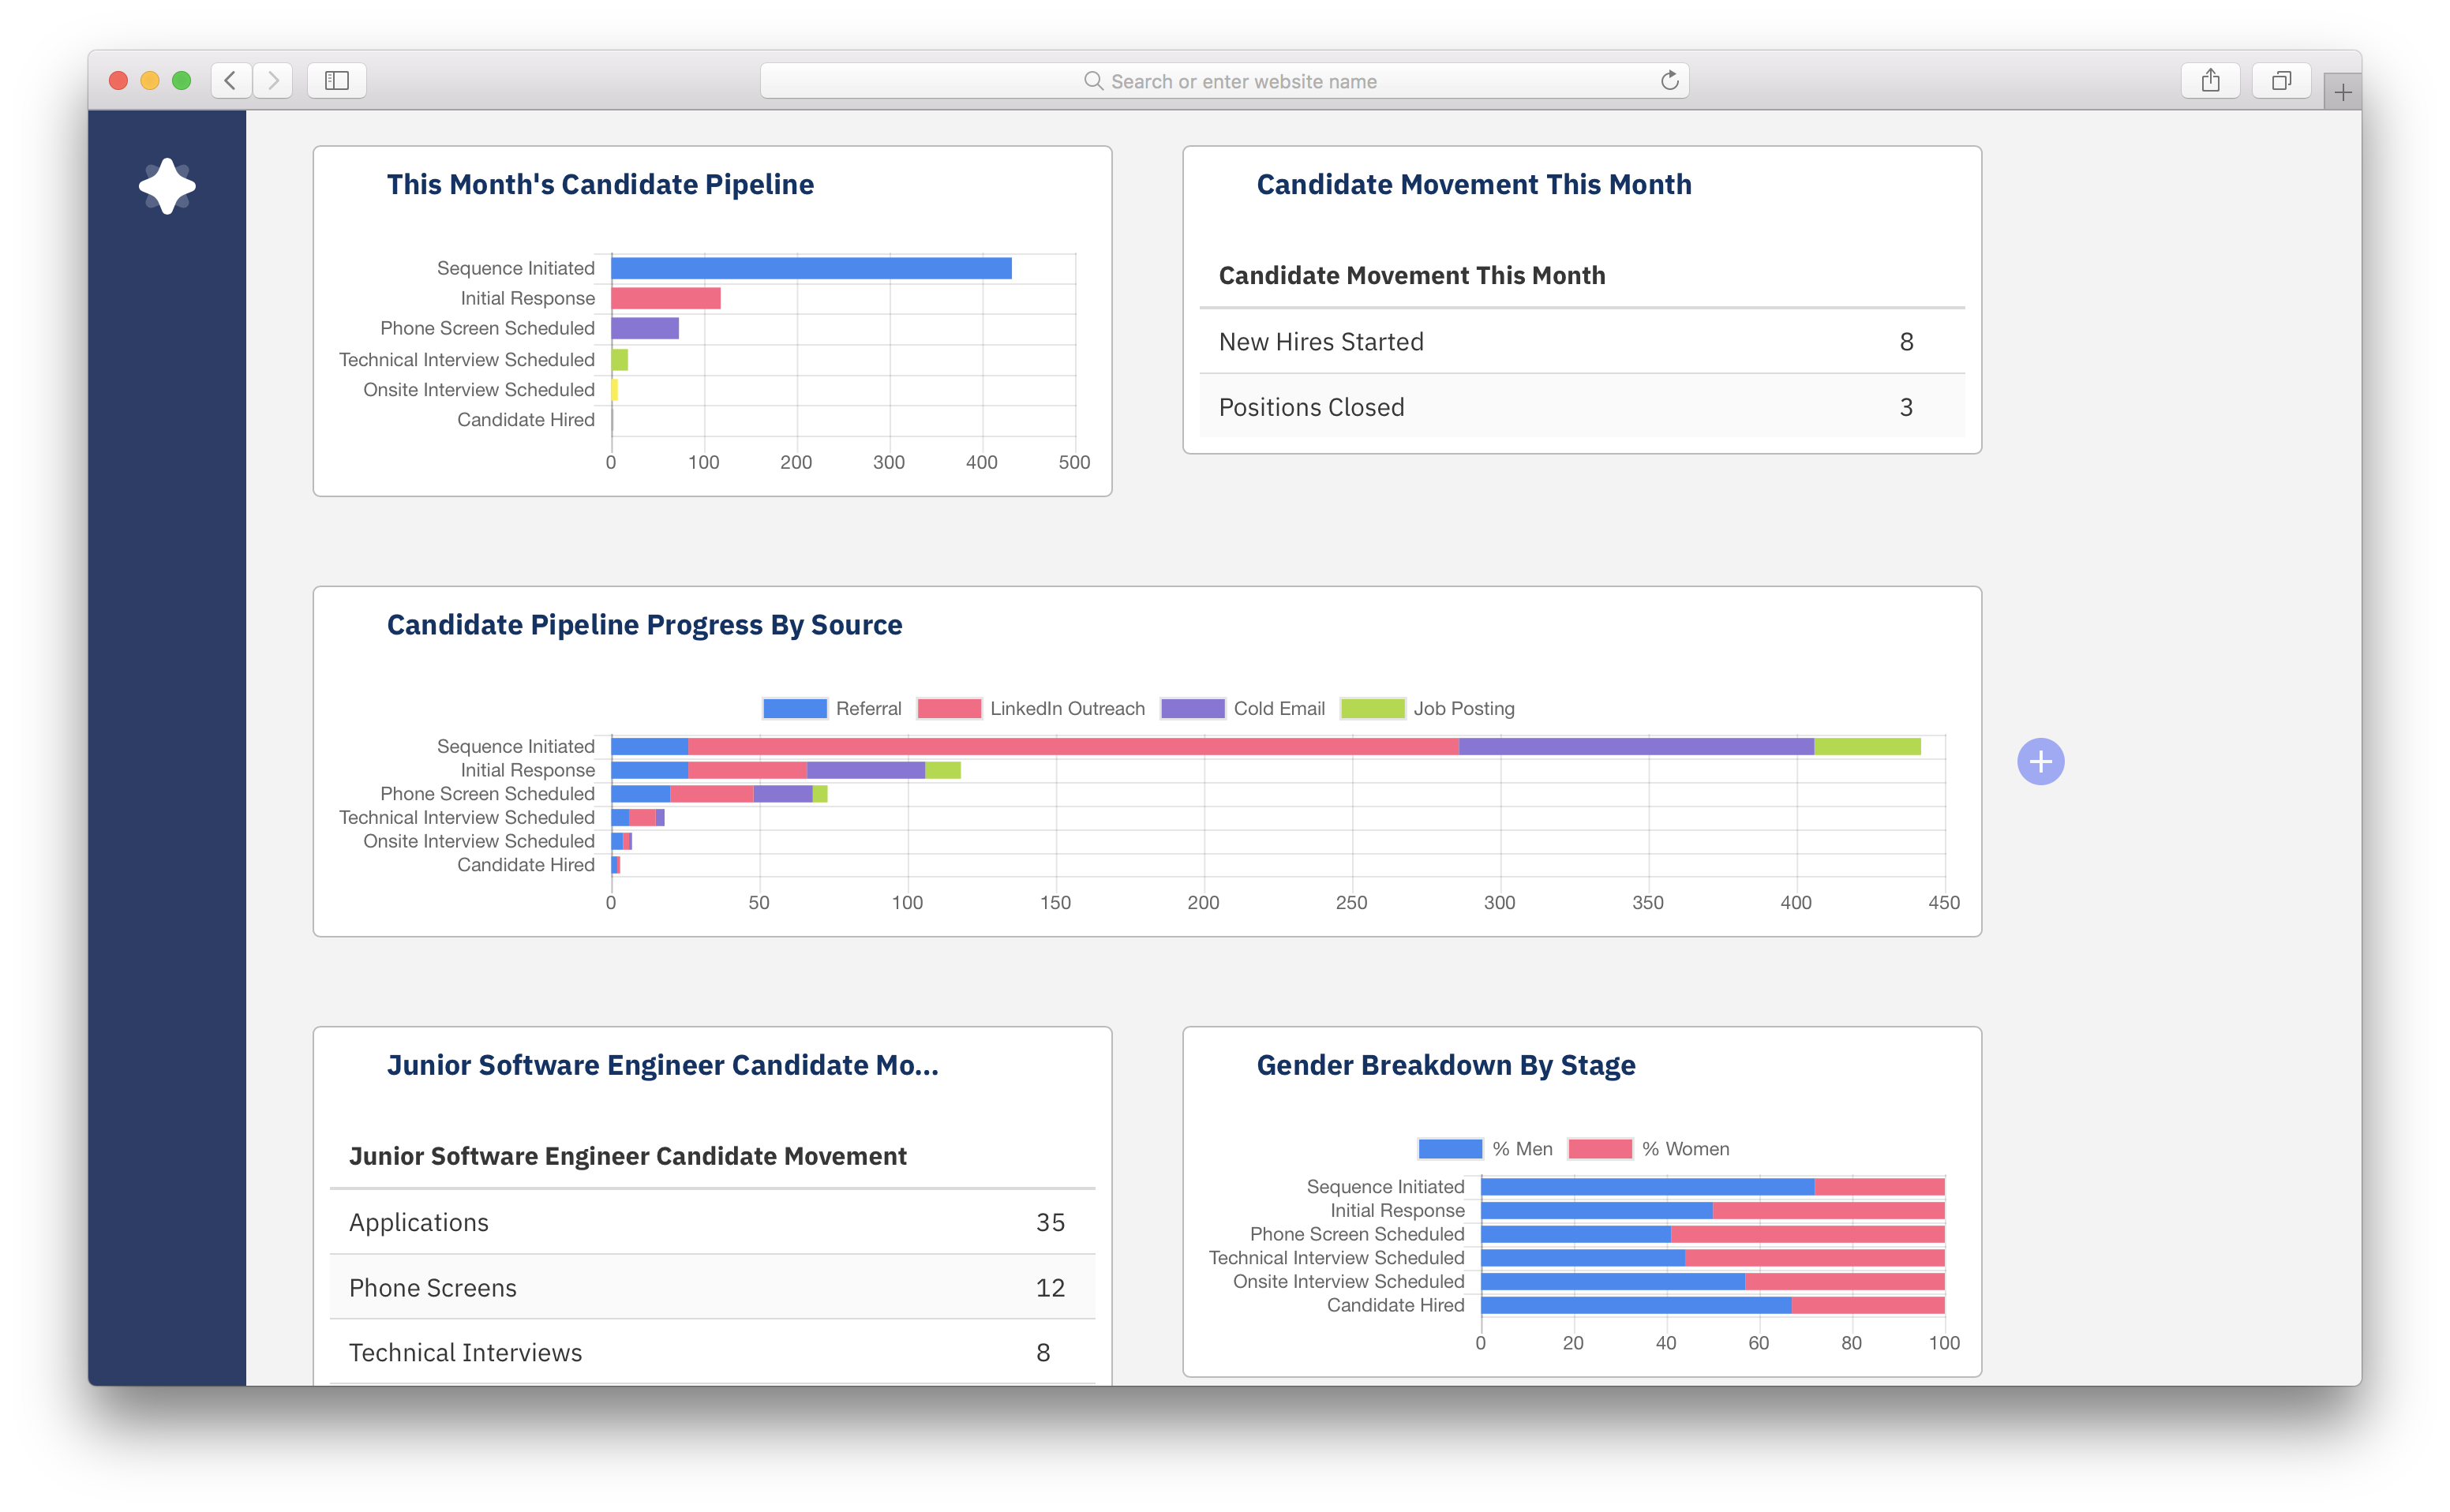 Search or enter website name
This Month's Candidate Pipeline
Sequence Initiated
Initial Response
Phone Screen Scheduled
Technical Interview Scheduled
Onsite Interview Scheduled
Candidate Hired
0 100 200 300 400 500
Candidate Movement This Month
Candidate Movement This Month
New Hires Started 8
Positions Closed 3
Candidate Pipeline Progress By Source
Referral LinkedIn Outreach Cold Email Job Posting
Sequence Initiated
Initial Response
Phone Screen Scheduled
Technical Interview Scheduled
Onsite Interview Scheduled
Candidate Hired
0 50 100 150 200 250 300 350 400 450
Junior Software Engineer Candidate Mo...
Junior Software Engineer Candidate Movement
Applications 35
Phone Screens 12
Technical Interviews 8
Gender Breakdown By Stage
% Men % Women
Sequence Initiated
Initial Response
Phone Screen Scheduled
Technical Interview Scheduled
Onsite Interview Scheduled
Candidate Hired
0 20 40 60 80 100